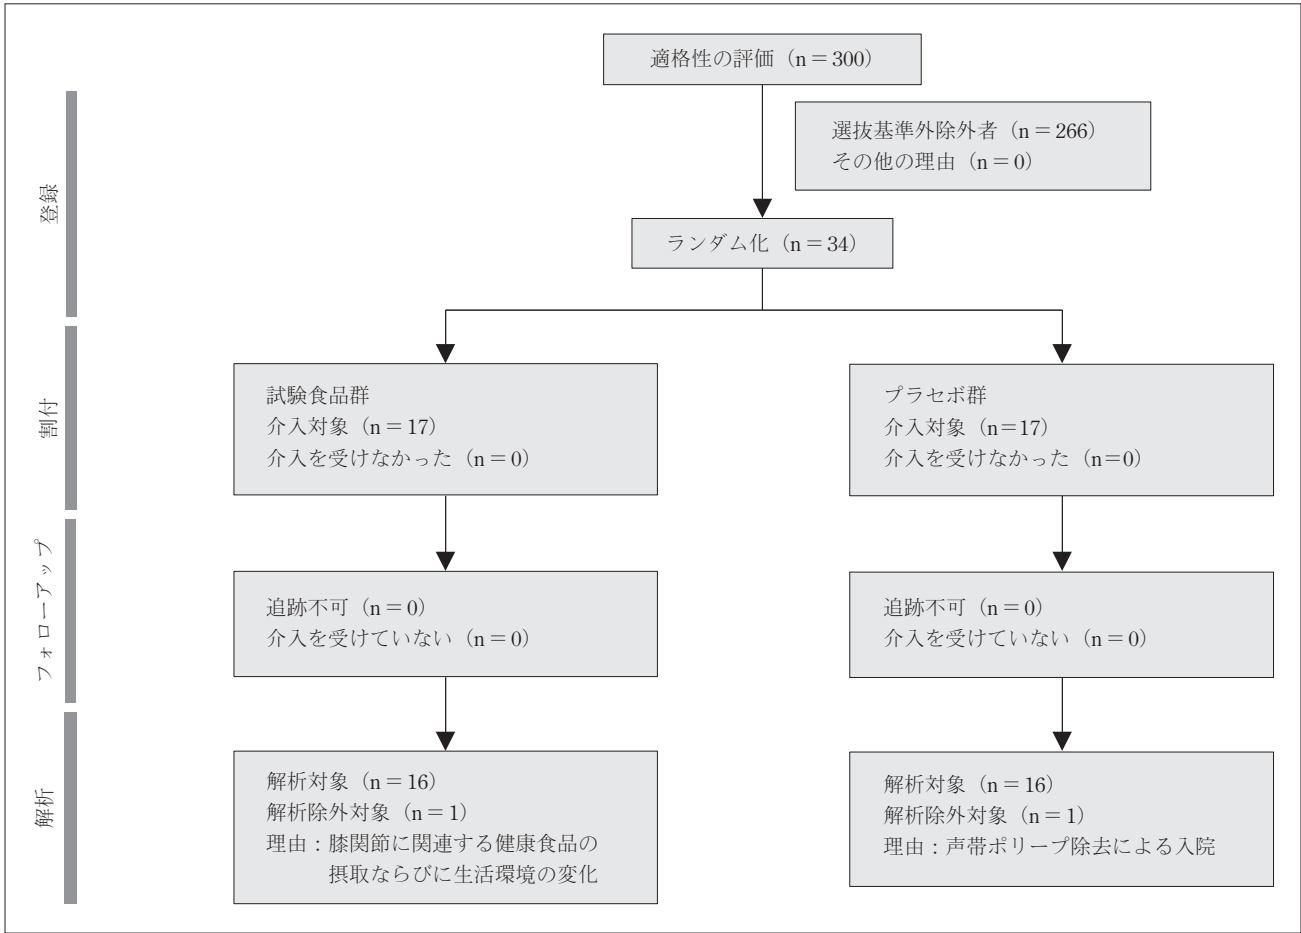 適格性の評価（n = 300）
選抜基準外除外者（n = 266）
その他の理由（n = 0）
登録
ランダム化（n = 34）
割付
試験食品群
介入対象（n = 17）
介入を受けなかった（n = 0）
プラセボ群
介入対象（n=17）
介入を受けなかった（n=0）
フォローアップ
追跡不可（n = 0）
介入を受けていない（n = 0）
追跡不可（n = 0）
介入を受けていない（n = 0）
解析
解析対象（n = 16）
解析除外対象（n = 1）
理由：膝関節に関連する健康食品の
摂取ならびに生活環境の変化
解析対象（n = 16）
解析除外対象（n = 1）
理由：声帯ポリープ除去による入院